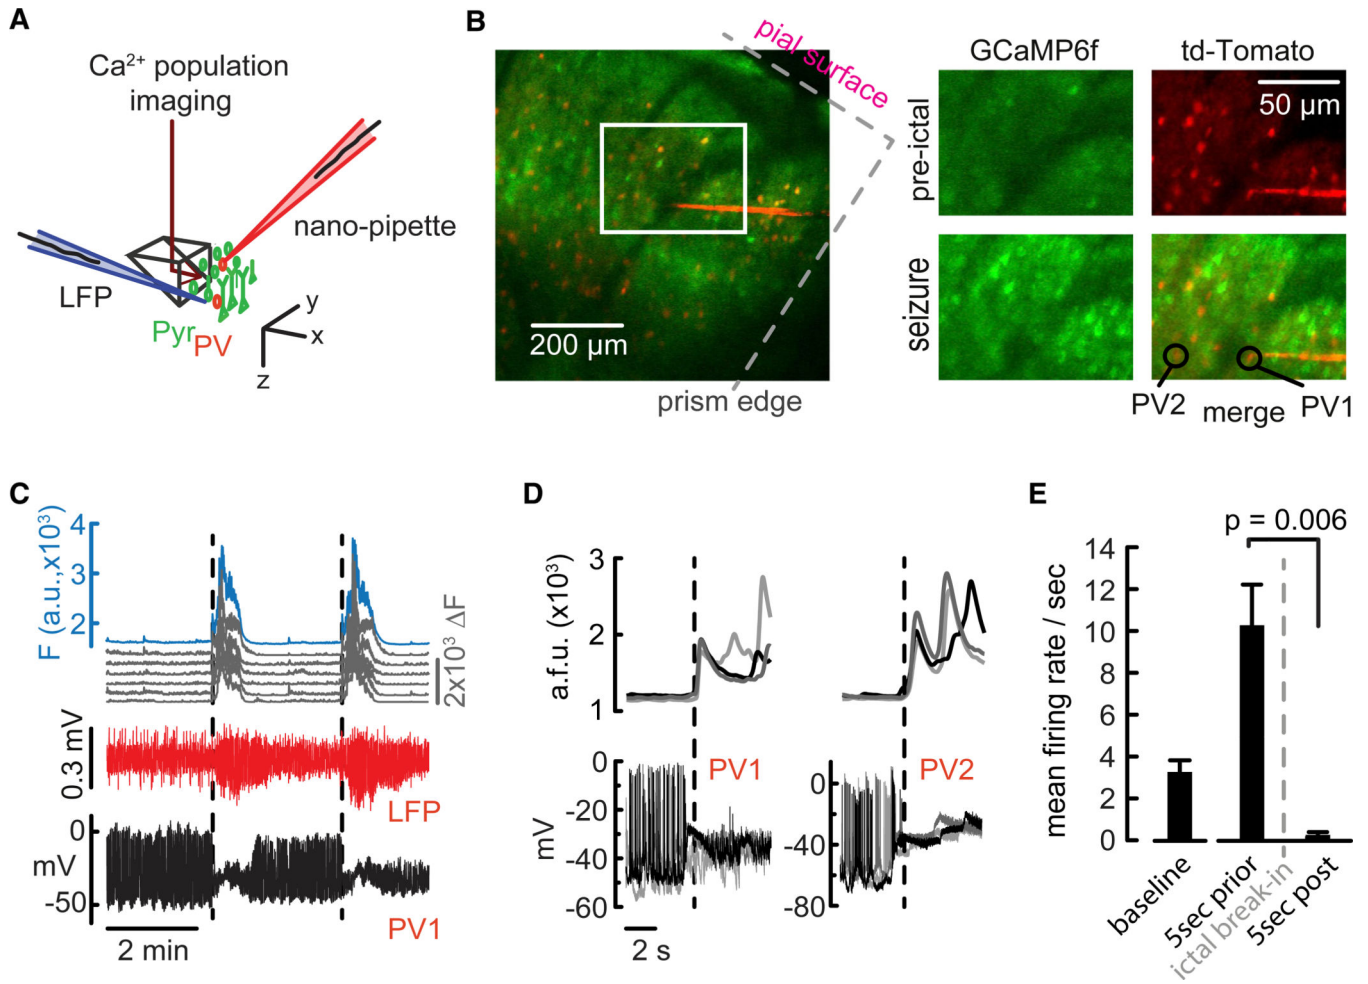 A
Ca²⁺ population
imaging
nano-pipette
LFP
Pyr
PV
y
x
z
B
pial surface
200 µm
prism edge
GCaMP6f
td-Tomato
pre-ictal
50 µm
seizure
PV2
merge
PV1
C
F (a.u.,x10³)
4
3
2
2x10³ ΔF
0.3 mV
LFP
0
mV
-50
PV1
2 min
D
a.f.u. (x10³)
3
2
1
0
-20
mV
-40
-60
PV1
2 s
0
-40
-80
PV2
E
p = 0.006
mean firing rate / sec
14
12
10
8
6
4
2
0
baseline
5sec prior
ictal break-in
5sec post